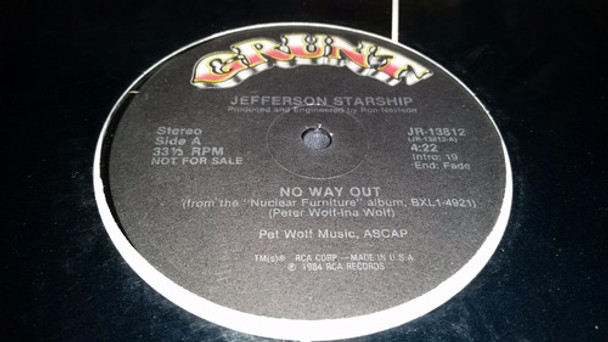 GRUNT
JEFFERSON STARSHIP
Produced and Engineered by Ron Nevison
Stereo
Side A
33⅓ RPM
NOT FOR SALE
JR-13812
(JR-13812-A)
4:22
Intro: 19
End: Fade
NO WAY OUT
(from the "Nuclear Furniture" album, BXL1-4921)
(Peter Wolf-Ina Wolf)
Pet Wolf Music, ASCAP
TM(s)® RCA CORP.—MADE IN U.S.A
℗ 1984 RCA RECORDS